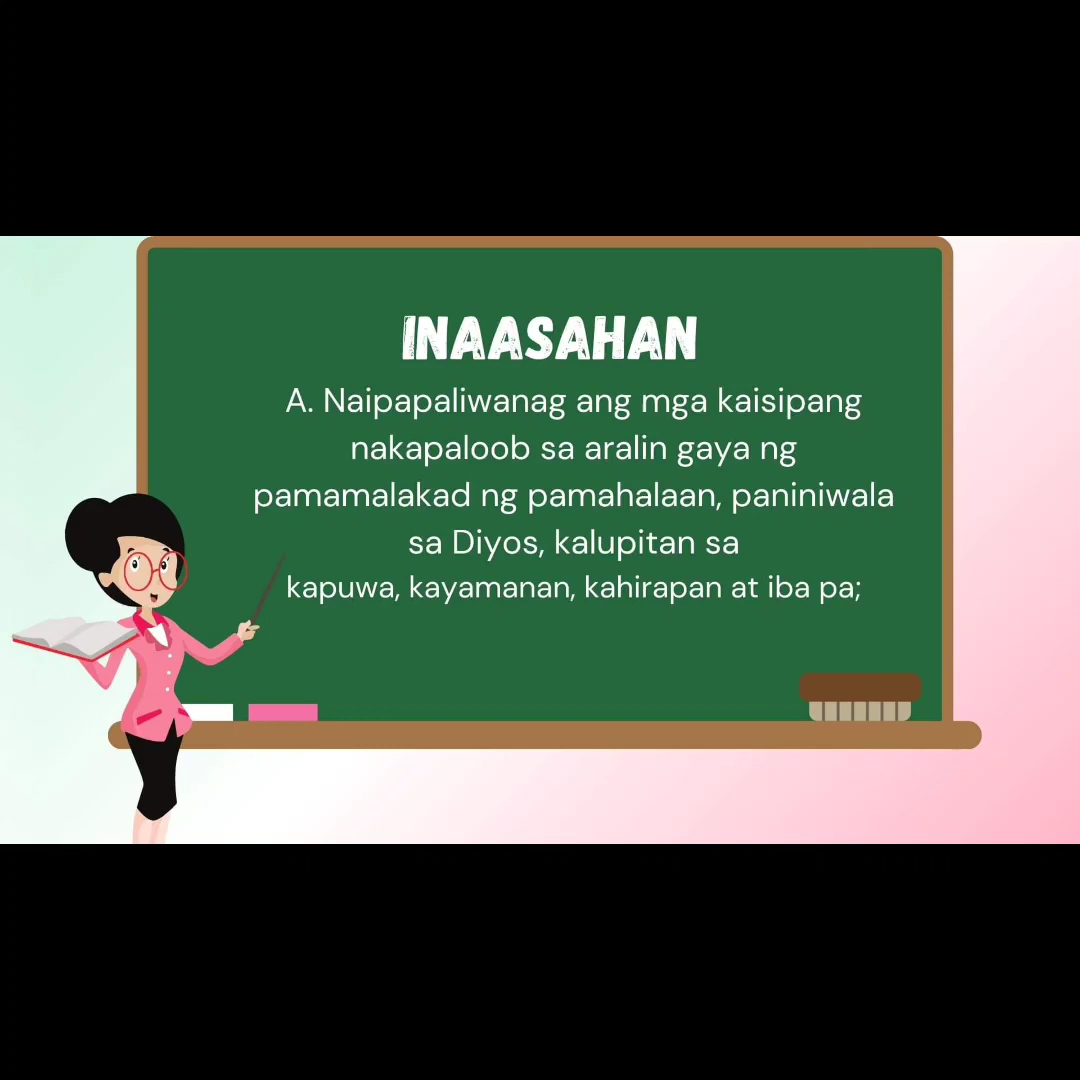 INAASAHAN
A. Naipapaliwanag ang mga kaisipang
nakapaloob sa aralin gaya ng
pamamalakad ng pamahalaan, paniniwala
sa Diyos, kalupitan sa
kapuwa, kayamanan, kahirapan at iba pa;